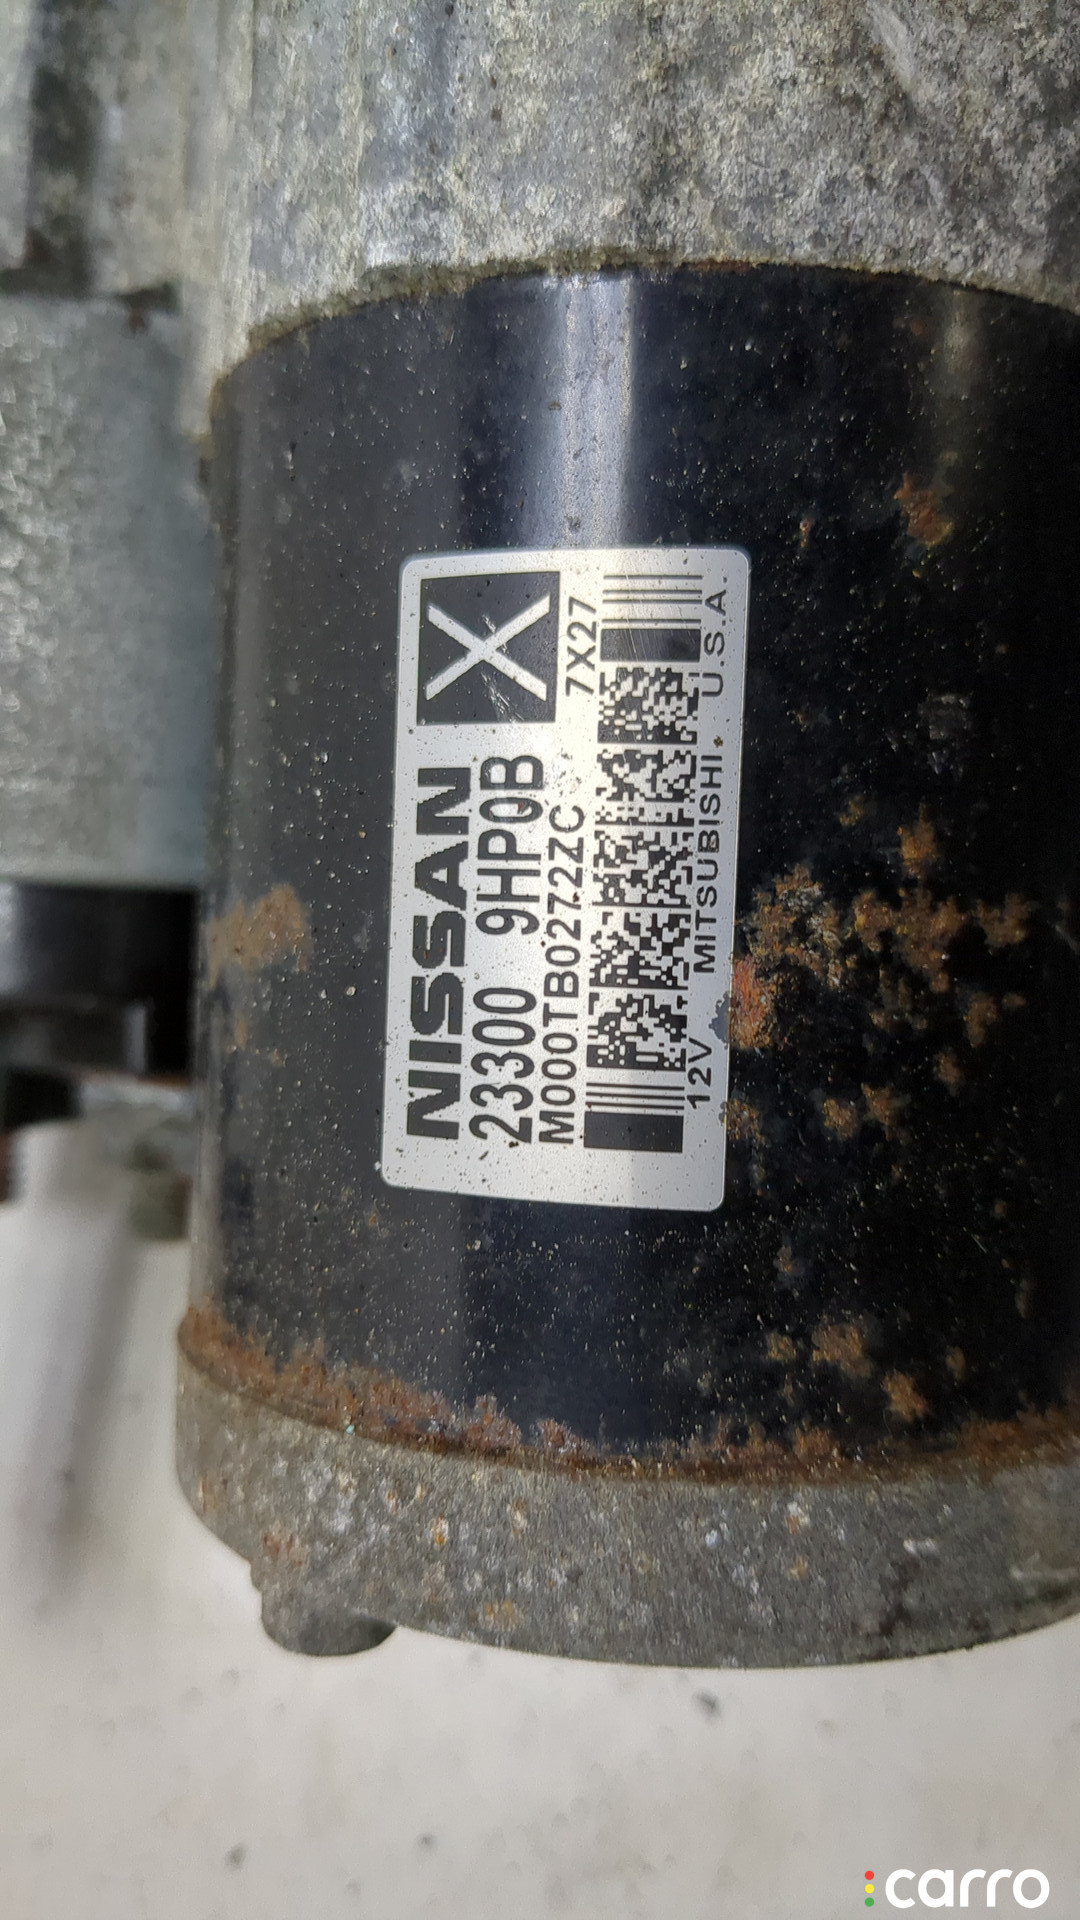 NISSAN X
23300 9HP0B
M000TB0272ZC 7X27
12V MITSUBISHI. U.S.A.
carro